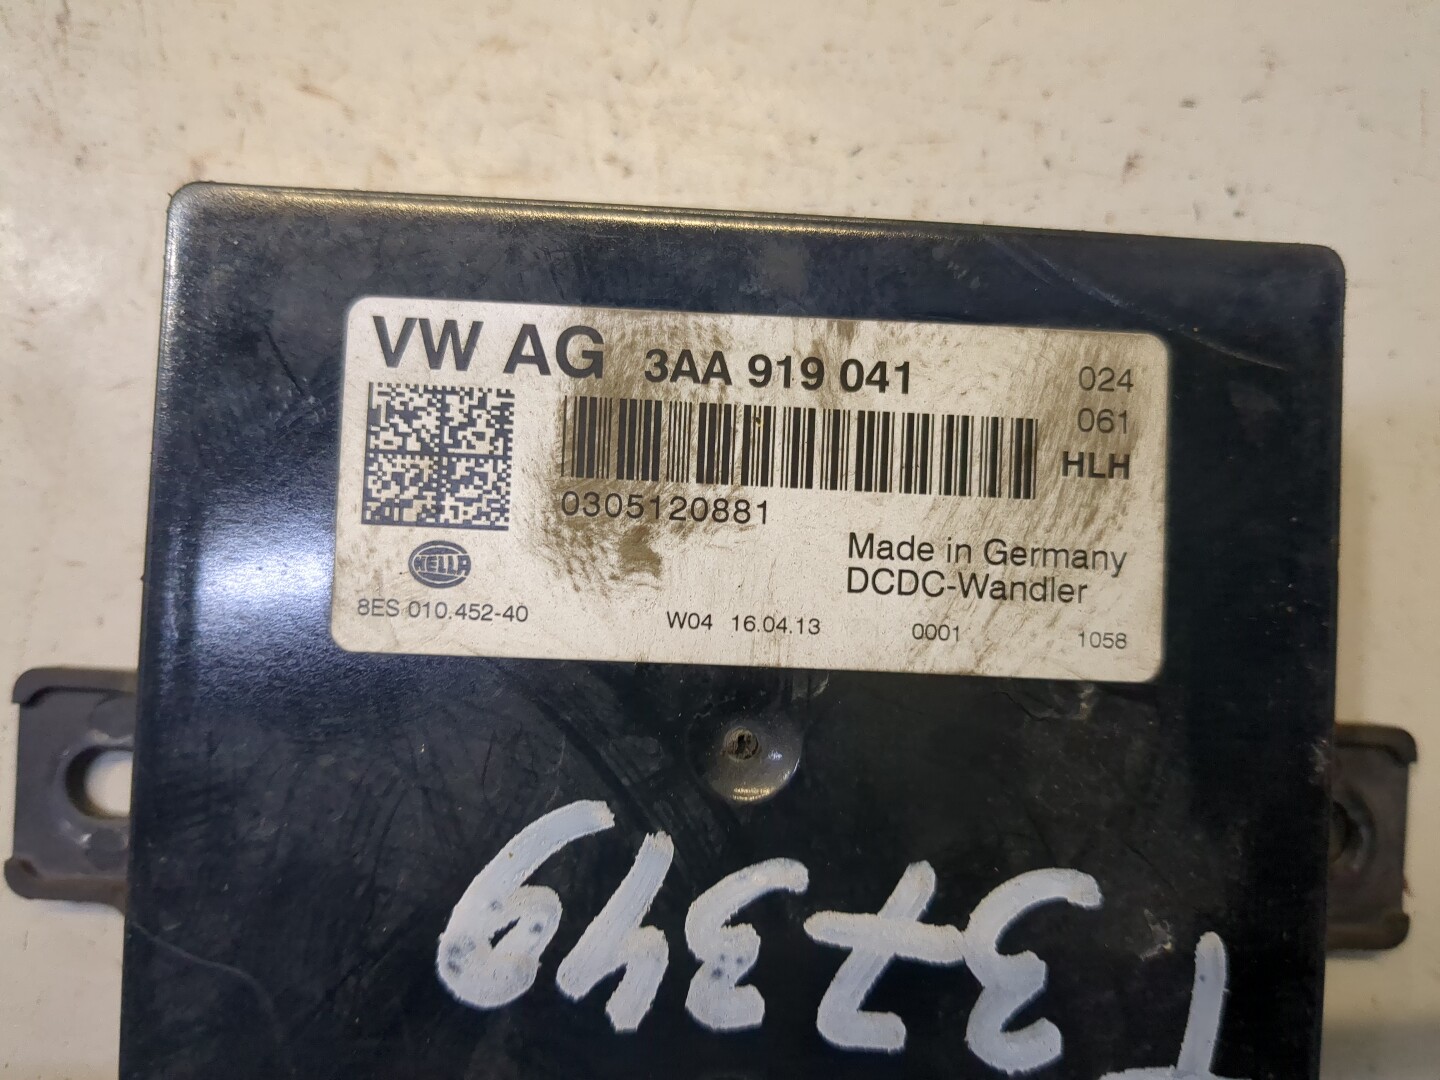 VW AG 3AA 919 041
024
061
HLH
0305120881
Made in Germany
DCDC-Wandler
HELLA
8ES 010.452-40
W04 16.04.13 0001 1058